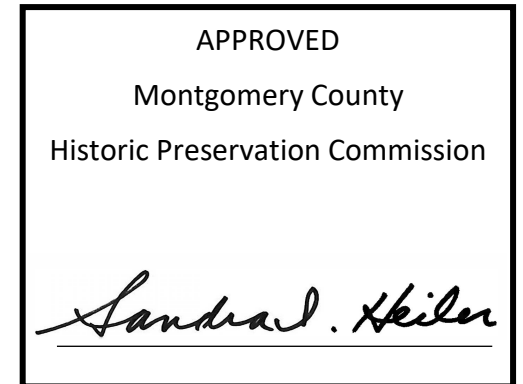 APPROVED
Montgomery County
Historic Preservation Commission
Sandra I. Heiler